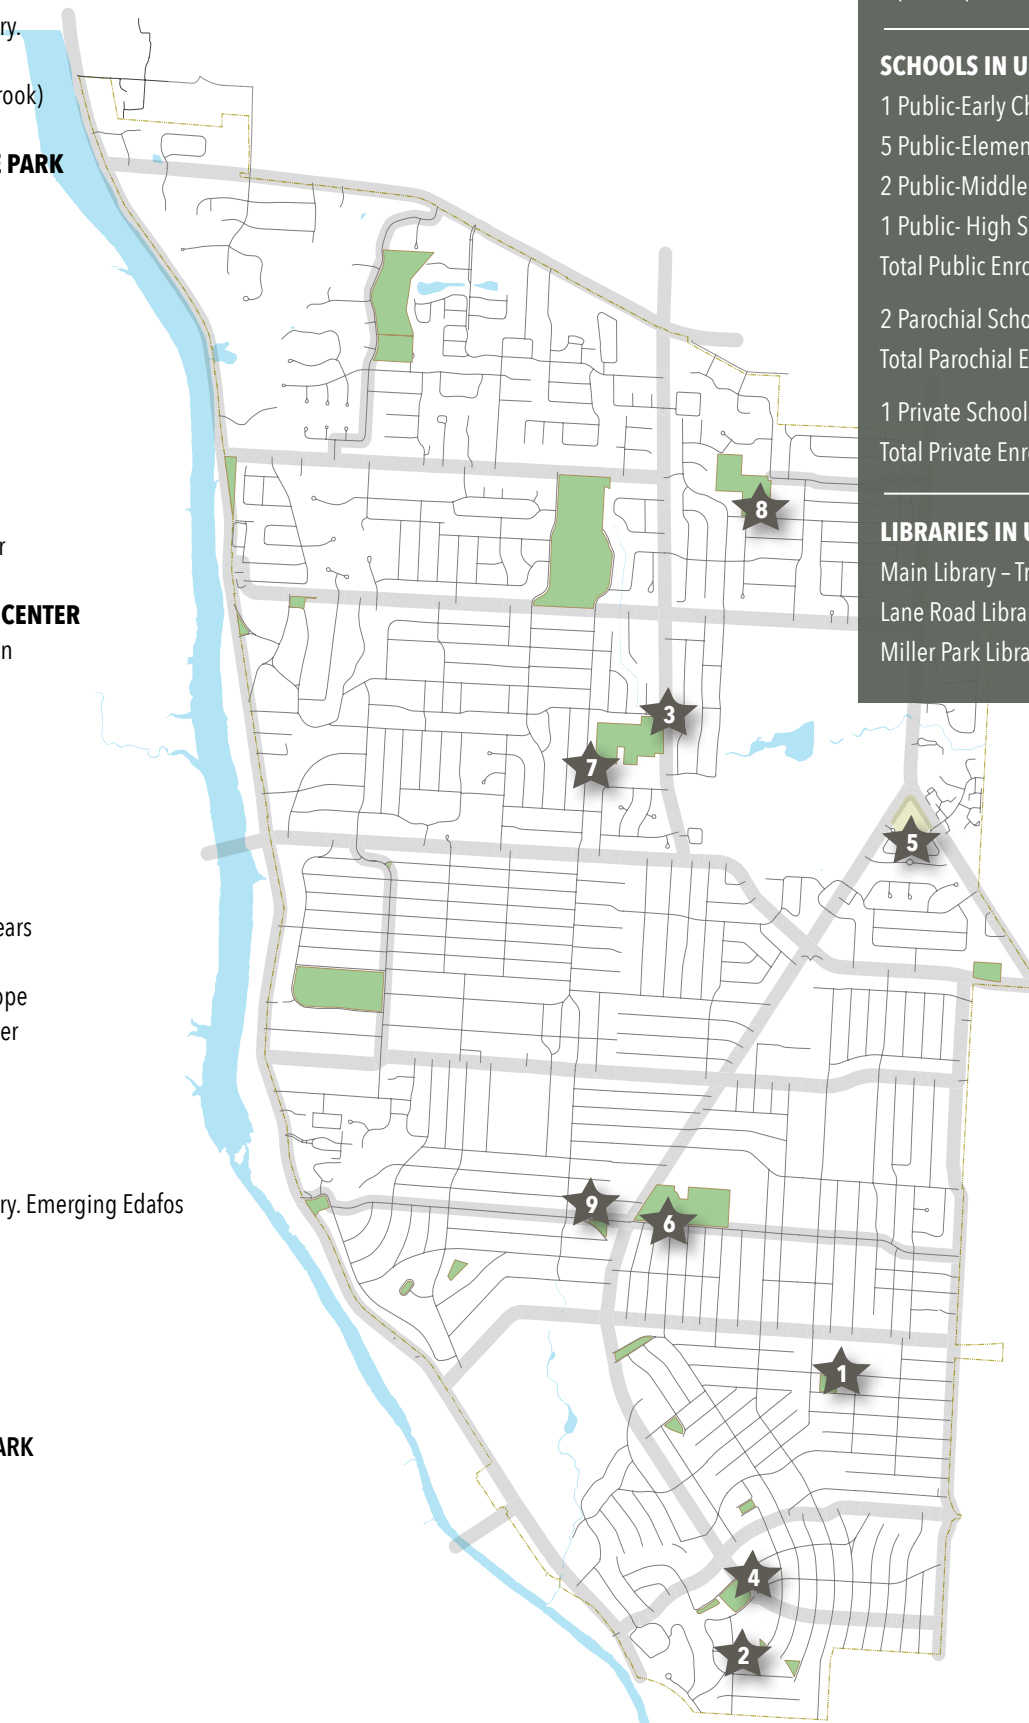 ry.
rook)
E PARK
r
CENTER
n
ears
ope
er
ry. Emerging Edafos
ARK
SCHOOLS IN U
1 Public-Early Ch
5 Public-Elemen
2 Public-Middle
1 Public- High S
Total Public Enro
2 Parochial Scho
Total Parochial E
1 Private School
Total Private Enro
LIBRARIES IN U
Main Library – Tr
Lane Road Libra
Miller Park Libra
8
3
7
5
9
6
1
4
2